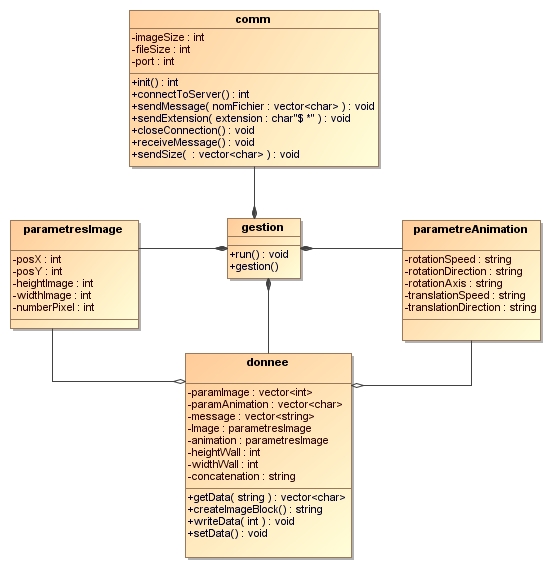 comm
-imageSize : int
-fileSize : int
-port : int
+init() : int
+connectToServer() : int
+sendMessage( nomFichier : vector<char> ) : void
+sendExtension( extension : char"$ *" ) : void
+closeConnection() : void
+receiveMessage() : void
+sendSize(  : vector<char> ) : void
parametresImage
-posX : int
-posY : int
-heightImage : int
-widthImage : int
-numberPixel : int
gestion
+run() : void
+gestion()
parametreAnimation
-rotationSpeed : string
-rotationDirection : string
-rotationAxis : string
-translationSpeed : string
-translationDirection : string
donnee
-paramImage : vector<int>
-paramAnimation : vector<char>
-message : vector<string>
-Image : parametresImage
-animation : parametresImage
-heightWall : int
-widthWall : int
-concatenation : string
+getData( string ) : vector<char>
+createImageBlock() : string
+writeData( int ) : void
+setData() : void